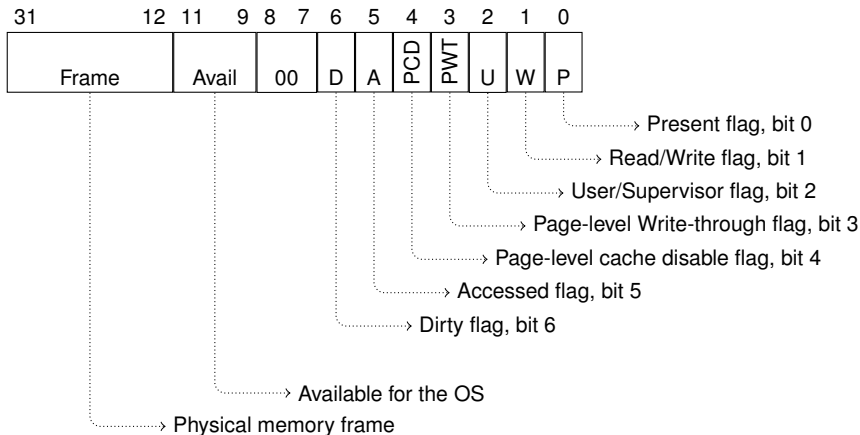 31 12 11 9 8 7 6 5 4 3 2 1 0
Frame Avail 00 D A PCD PWT U W P
Present flag, bit 0
Read/Write flag, bit 1
User/Supervisor flag, bit 2
Page-level Write-through flag, bit 3
Page-level cache disable flag, bit 4
Accessed flag, bit 5
Dirty flag, bit 6
Available for the OS
Physical memory frame